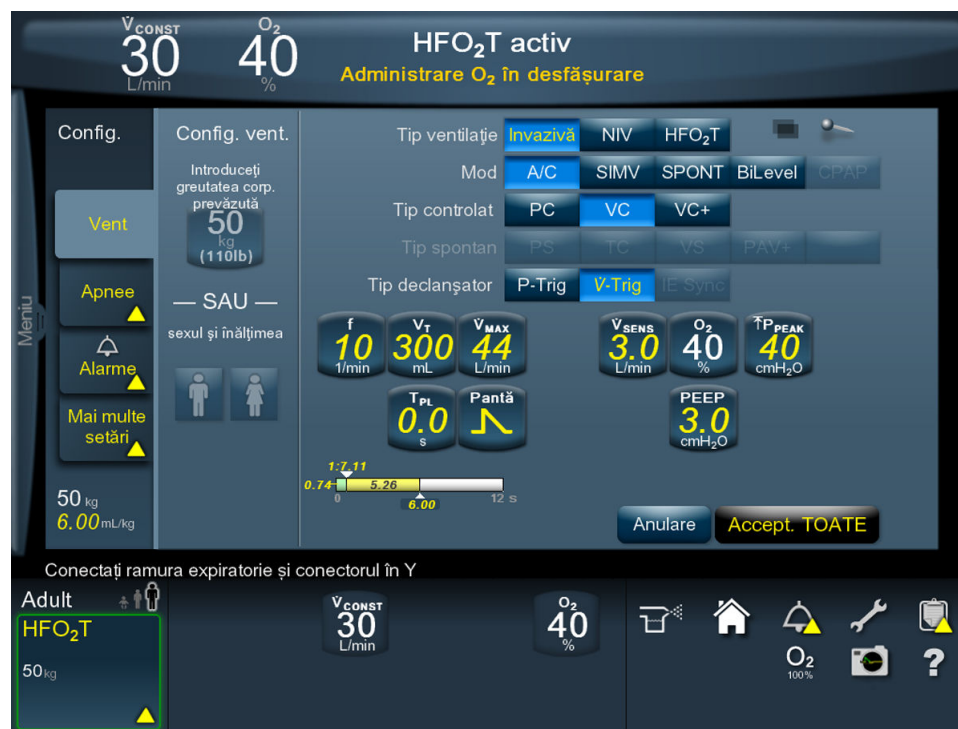 V̇CONST
30
L/min
O₂
40
%
HFO₂T activ
Administrare O₂ în desfășurare
Meniu
Config.
Vent
Apnee
Alarme
Mai multe
setări
50 kg
6.00 mL/kg
Config. vent.
Introduceți
greutatea corp.
prevăzută
50
kg
(110lb)
— SAU —
sexul și înălțimea
Tip ventilație Invazivă NIV HFO₂T
Mod A/C SIMV SPONT BiLevel CPAP
Tip controlat PC VC VC+
Tip spontan PS TC VS PAV+
Tip declanșator P-Trig V̇-Trig IE Sync
f
10
1/min
VT
300
mL
V̇MAX
44
L/min
V̇SENS
3.0
L/min
O₂
40
%
↑PPEAK
40
cmH₂O
TPL
0.0
s
Pantă
PEEP
3.0
cmH₂O
1:7.11
0.74 5.26
0 6.00 12 s
Anulare Accept. TOATE
Conectați ramura expiratorie și conectorul în Y
Adult
HFO₂T
50 kg
V̇CONST
30
L/min
O₂
40
%
O₂
100%
?